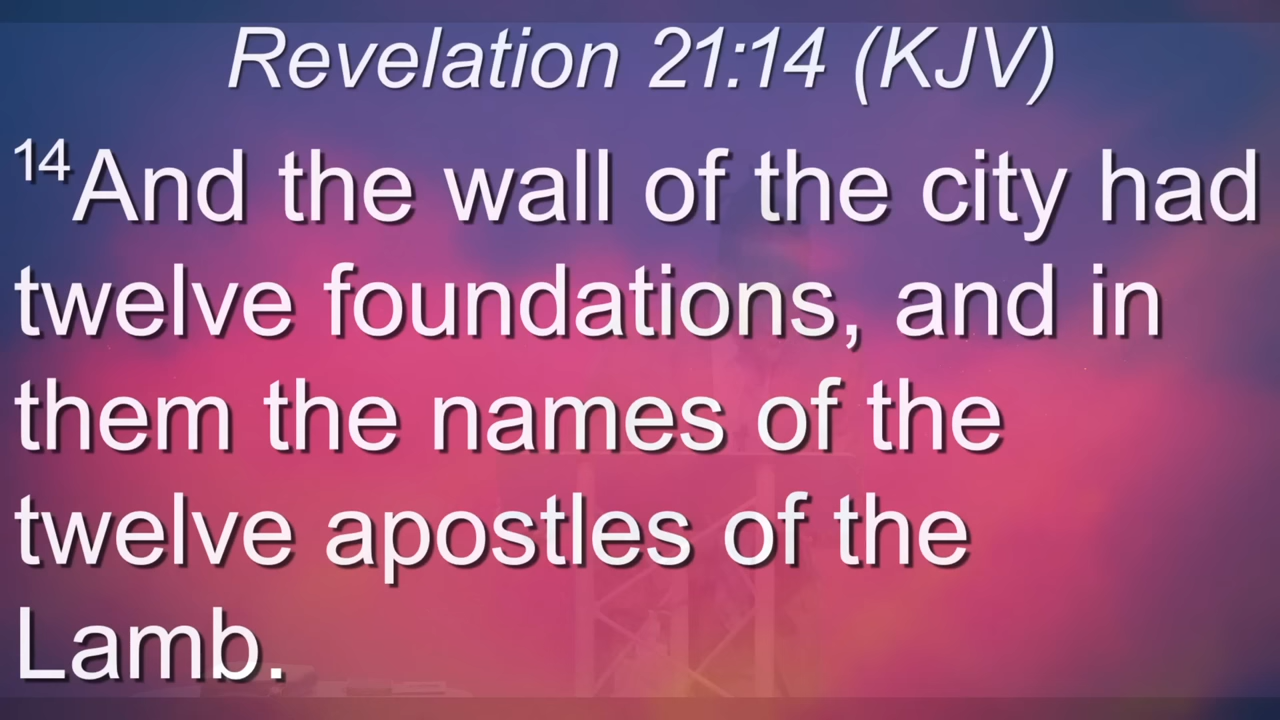 Revelation 21:14 (KJV)
14And the wall of the city had
twelve foundations, and in
them the names of the
twelve apostles of the
Lamb.